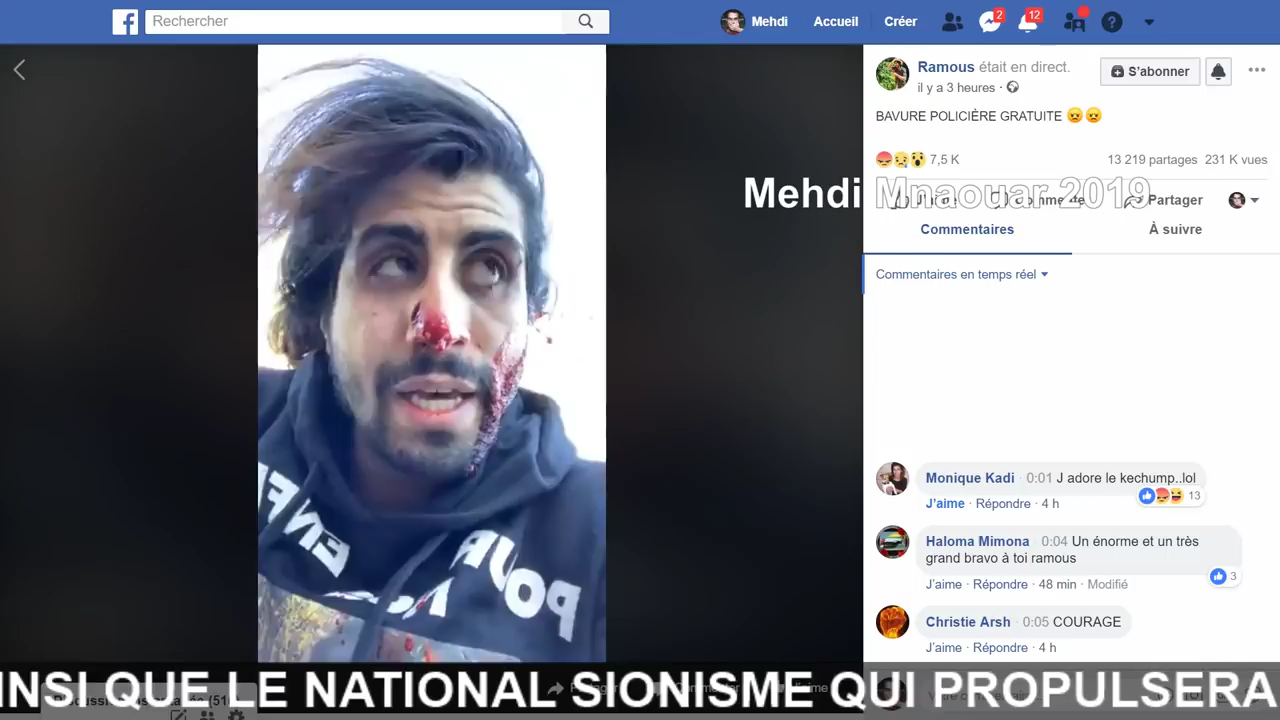 f
Rechercher
Mehdi
Accueil
Créer
2
12
Ramous était en direct.
il y a 3 heures ·
S'abonner
BAVURE POLICIÈRE GRATUITE
7,5 K
13 219 partages 231 K vues
Mehdi Mnaouar 2019
Partager
Commentaires
À suivre
Commentaires en temps réel
Monique Kadi 0:01 J adore le kechump..lol
13
J'aime · Répondre · 4 h
Haloma Mimona 0:04 Un énorme et un très
grand bravo à toi ramous
3
J'aime · Répondre · 48 min · Modifié
Christie Arsh 0:05 COURAGE
J'aime · Répondre · 4 h
POUR
ENF
INSI QUE LE NATIONAL SIONISME QUI PROPULSERA